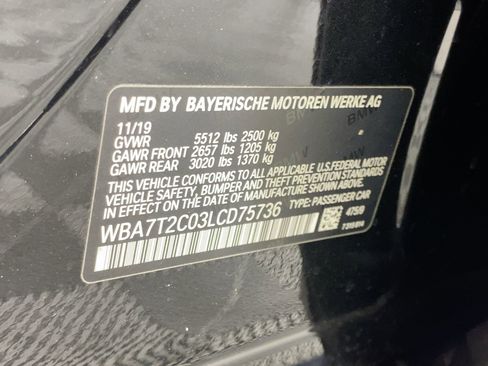 MFD BY BAYERISCHE MOTOREN WERKE AG
11/19
GVWR 5512 lbs 2500 kg
GAWR FRONT 2657 lbs 1205 kg
GAWR REAR 3020 lbs 1370 kg
THIS VEHICLE CONFORMS TO ALL APPLICABLE U.S. FEDERAL MOTOR
VEHICLE SAFETY, BUMPER, AND THEFT PREVENTION STANDARDS
IN EFFECT ON THE DATE OF MANUFACTURE SHOWN ABOVE.
WBA7T2C03LCD75736 TYPE: PASSENGER CAR
475/9